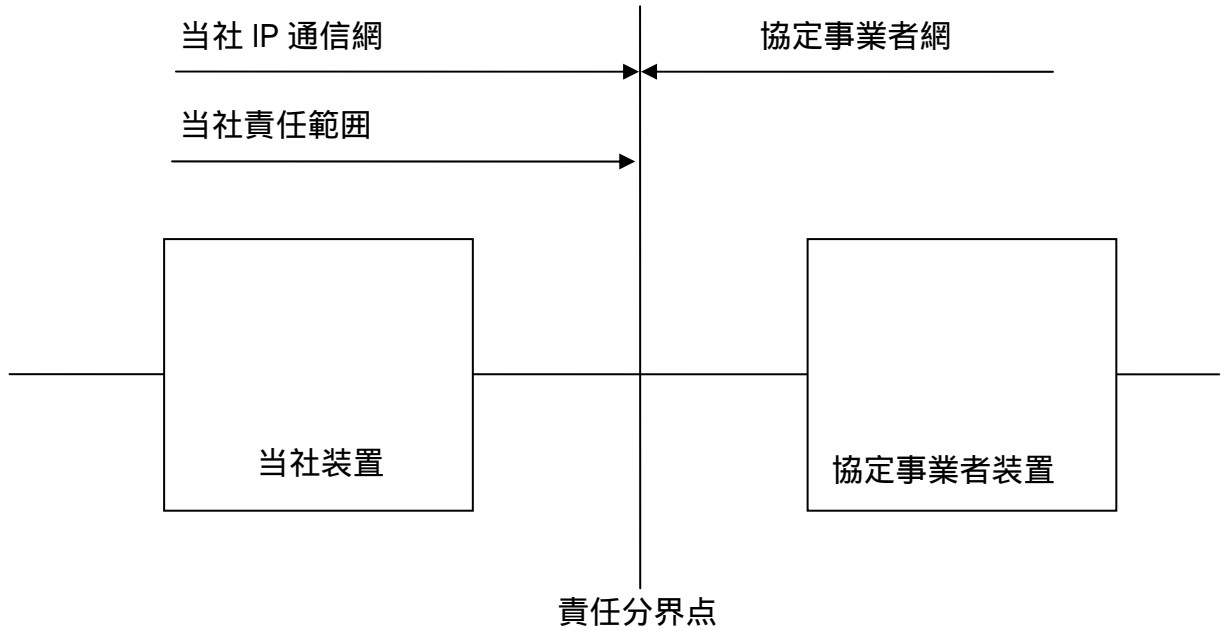 当社 IP 通信網
協定事業者網
当社責任範囲
当社装置
協定事業者装置
責任分界点